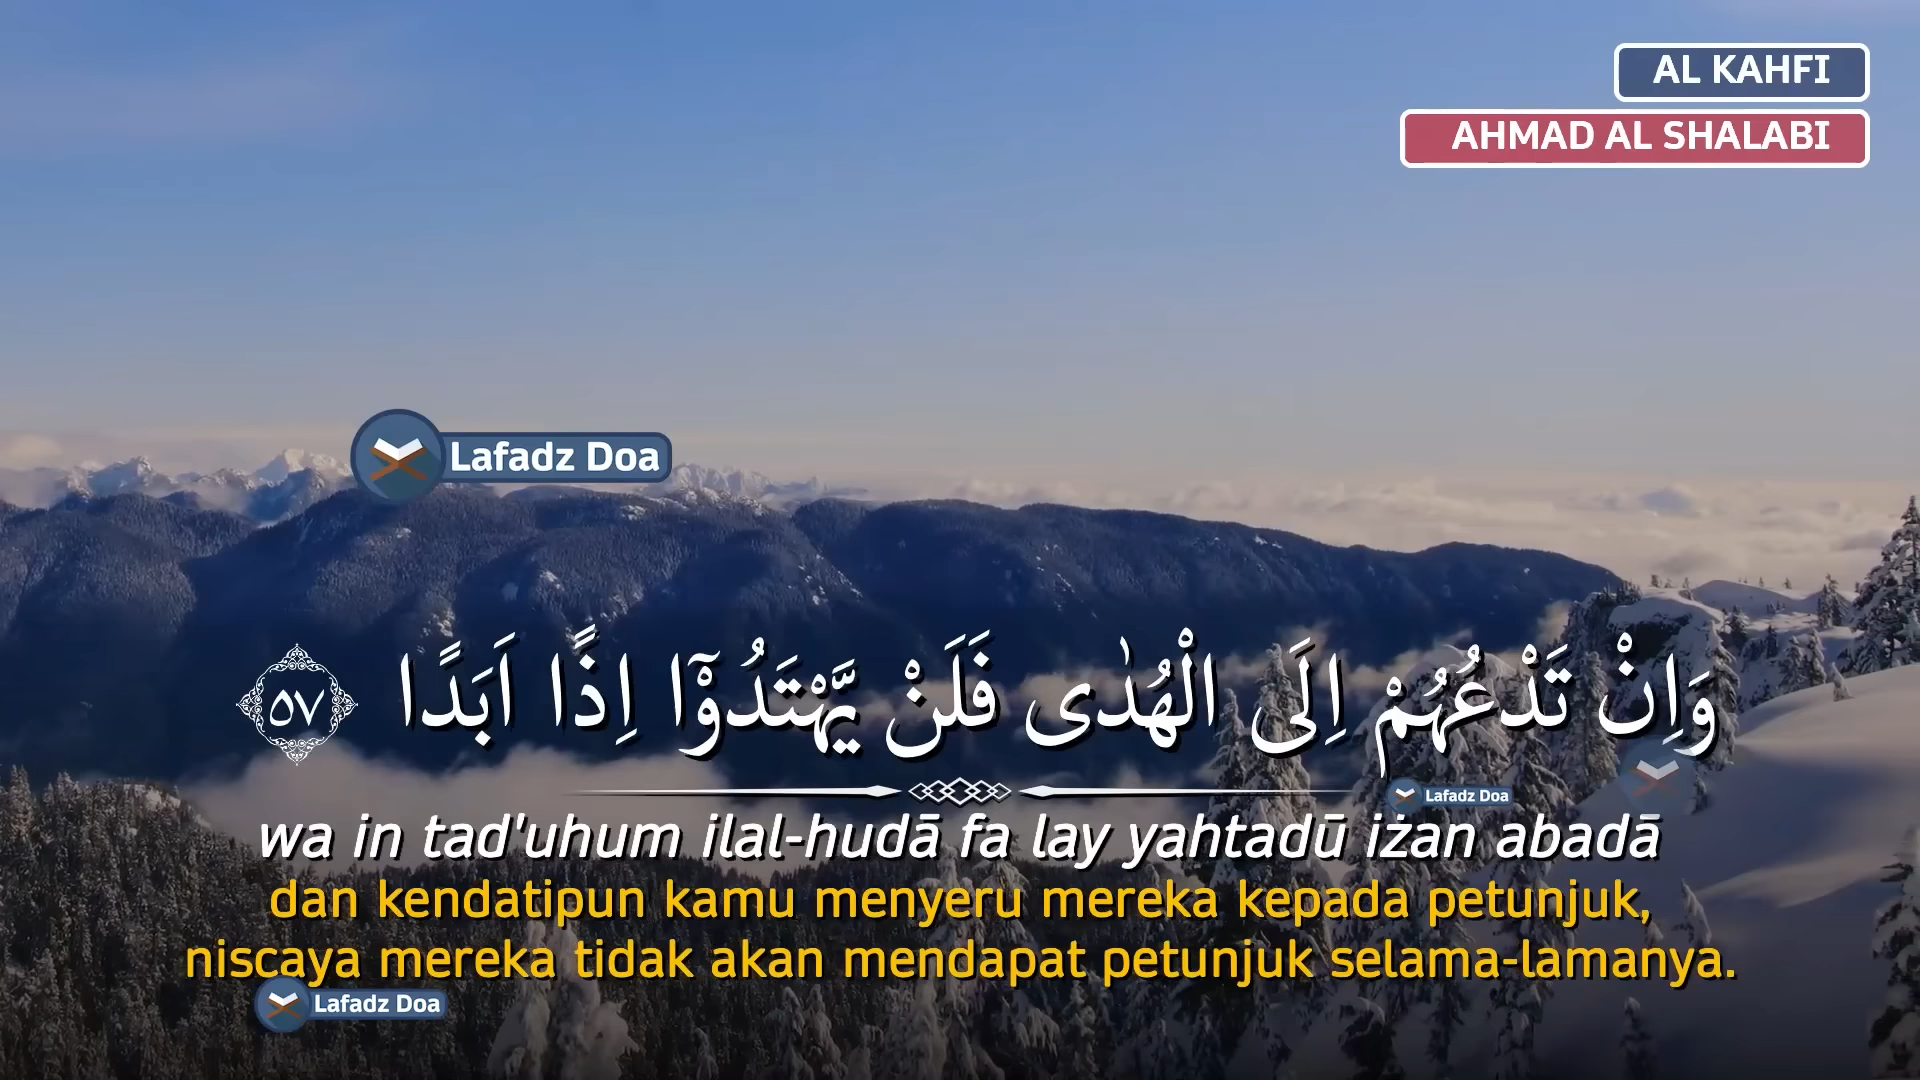 AL KAHFI
AHMAD AL SHALABI
Lafadz Doa
وَاِنْ تَدْعُهُمْ اِلَى الْهُدٰى فَلَنْ يَّهْتَدُوْٓا اِذًا اَبَدًا ٥٧
Lafadz Doa
wa in tad'uhum ilal-hudā fa lay yahtadū iżan abadā
dan kendatipun kamu menyeru mereka kepada petunjuk,
niscaya mereka tidak akan mendapat petunjuk selama-lamanya.
Lafadz Doa